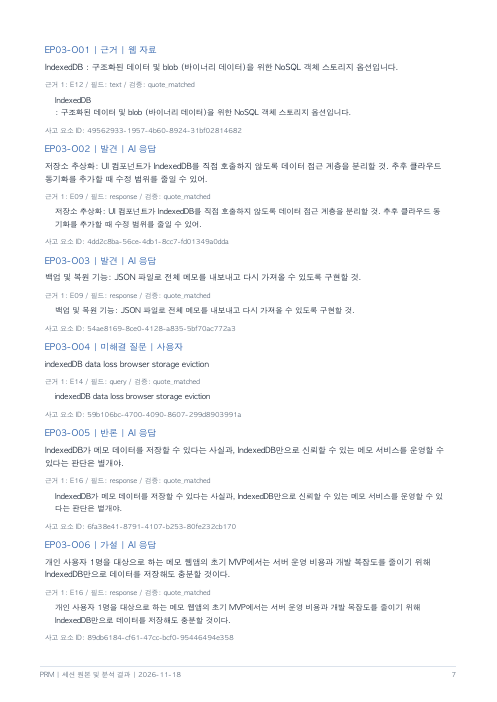 EP03-O01 | 근거 | 웹 자료
IndexedDB : 구조화된 데이터 및 blob (바이너리 데이터)을 위한 NoSQL 객체 스토리지 옵션입니다.
근거 1: E12 / 필드: text / 검증: quote_matched
IndexedDB
: 구조화된 데이터 및 blob (바이너리 데이터)을 위한 NoSQL 객체 스토리지 옵션입니다.
사고 요소 ID: 49562933-1957-4b60-8924-31bf02814682
EP03-O02 | 발견 | AI 응답
저장소 추상화: UI 컴포넌트가 IndexedDB를 직접 호출하지 않도록 데이터 접근 계층을 분리할 것. 추후 클라우드
동기화를 추가할 때 수정 범위를 줄일 수 있어.
근거 1: E09 / 필드: response / 검증: quote_matched
저장소 추상화: UI 컴포넌트가 IndexedDB를 직접 호출하지 않도록 데이터 접근 계층을 분리할 것. 추후 클라우드 동
기화를 추가할 때 수정 범위를 줄일 수 있어.
사고 요소 ID: 4dd2c8ba-56ce-4db1-8cc7-fd01349a0dda
EP03-O03 | 발견 | AI 응답
백업 및 복원 기능: JSON 파일로 전체 메모를 내보내고 다시 가져올 수 있도록 구현할 것.
근거 1: E09 / 필드: response / 검증: quote_matched
백업 및 복원 기능: JSON 파일로 전체 메모를 내보내고 다시 가져올 수 있도록 구현할 것.
사고 요소 ID: 54ae8169-8ce0-4128-a835-5bf70ac772a3
EP03-O04 | 미해결 질문 | 사용자
indexedDB data loss browser storage eviction
근거 1: E14 / 필드: query / 검증: quote_matched
indexedDB data loss browser storage eviction
사고 요소 ID: 59b106bc-4700-4090-8607-299d8903991a
EP03-O05 | 반론 | AI 응답
IndexedDB가 메모 데이터를 저장할 수 있다는 사실과, IndexedDB만으로 신뢰할 수 있는 메모 서비스를 운영할 수
있다는 판단은 별개야.
근거 1: E16 / 필드: response / 검증: quote_matched
IndexedDB가 메모 데이터를 저장할 수 있다는 사실과, IndexedDB만으로 신뢰할 수 있는 메모 서비스를 운영할 수 있
다는 판단은 별개야.
사고 요소 ID: 6fa38e41-8791-4107-b253-80fe232cb170
EP03-O06 | 가설 | AI 응답
개인 사용자 1명을 대상으로 하는 메모 웹앱의 초기 MVP에서는 서버 운영 비용과 개발 복잡도를 줄이기 위해
IndexedDB만으로 데이터를 저장해도 충분할 것이다.
근거 1: E16 / 필드: response / 검증: quote_matched
개인 사용자 1명을 대상으로 하는 메모 웹앱의 초기 MVP에서는 서버 운영 비용과 개발 복잡도를 줄이기 위해
IndexedDB만으로 데이터를 저장해도 충분할 것이다.
사고 요소 ID: 89db6184-cf61-47cc-bcf0-95446494e358
PRM | 세션 원본 및 분석 결과 | 2026-11-18
7